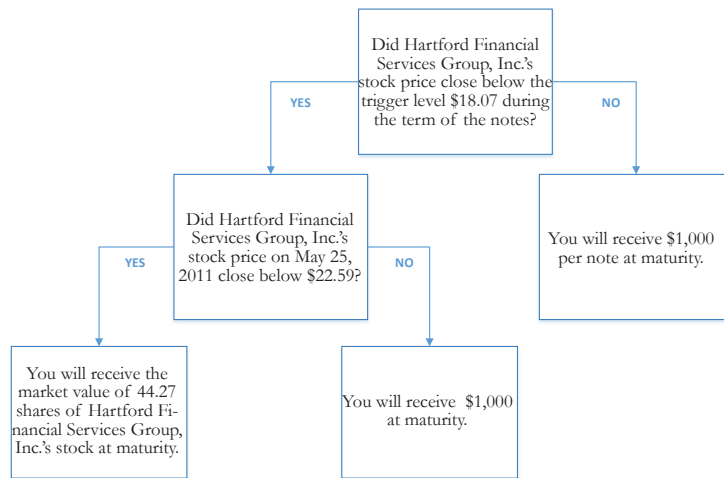 Did Hartford Financial
Services Group, Inc.'s
stock price close below the
trigger level $18.07 during
the term of the notes?
YES
NO
Did Hartford Financial
Services Group, Inc.'s
stock price on May 25,
2011 close below $22.59?
You will receive $1,000
per note at maturity.
YES
NO
You will receive the
market value of 44.27
shares of Hartford Fi-
nancial Services Group,
Inc.'s stock at maturity.
You will receive $1,000
at maturity.